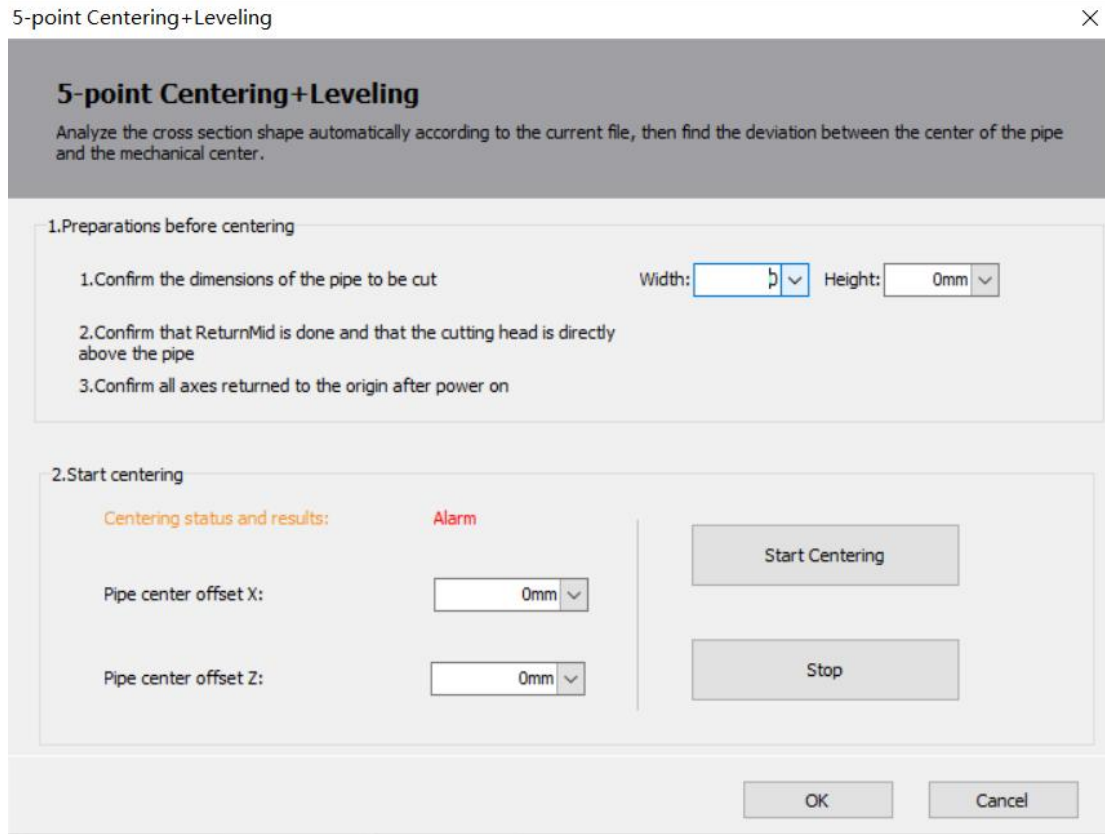 5-point Centering+Leveling
5-point Centering+Leveling
Analyze the cross section shape automatically according to the current file, then find the deviation between the center of the pipe
and the mechanical center.
1.Preparations before centering
1.Confirm the dimensions of the pipe to be cut
Width: Height: 0mm
2.Confirm that ReturnMid is done and that the cutting head is directly
above the pipe
3.Confirm all axes returned to the origin after power on
2.Start centering
Centering status and results: Alarm
Start Centering
Pipe center offset X: 0mm
Pipe center offset Z: 0mm
Stop
OK Cancel